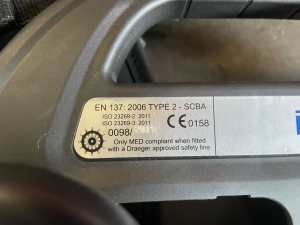 EN 137: 2006 TYPE 2 - SCBA
ISO 23269-2: 2011
ISO 23269-3: 2011
CE 0158
0098/
Only MED compliant when fitted
with a Draeger approved safety line